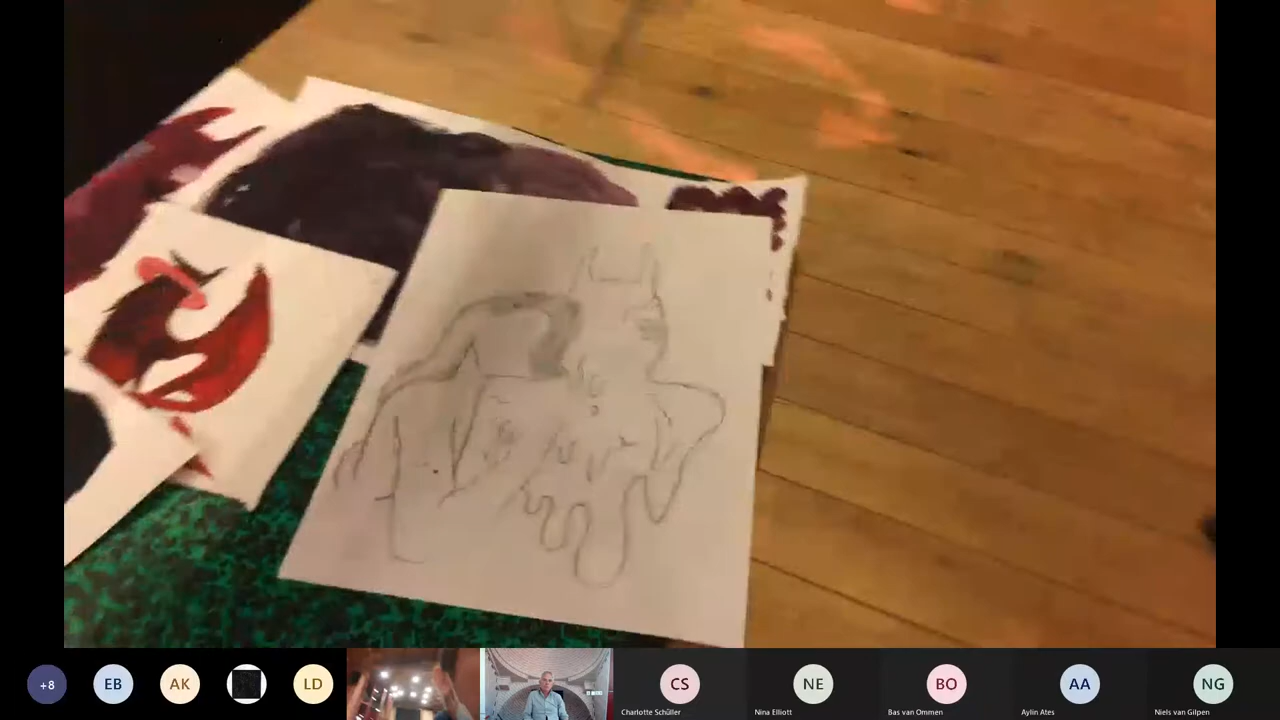 +8
EB
AK
LD
CS
NE
BO
AA
NG
Charlotte Schüller
Nina Elliott
Bas van Ommen
Aylin Ates
Niels van Gilpen